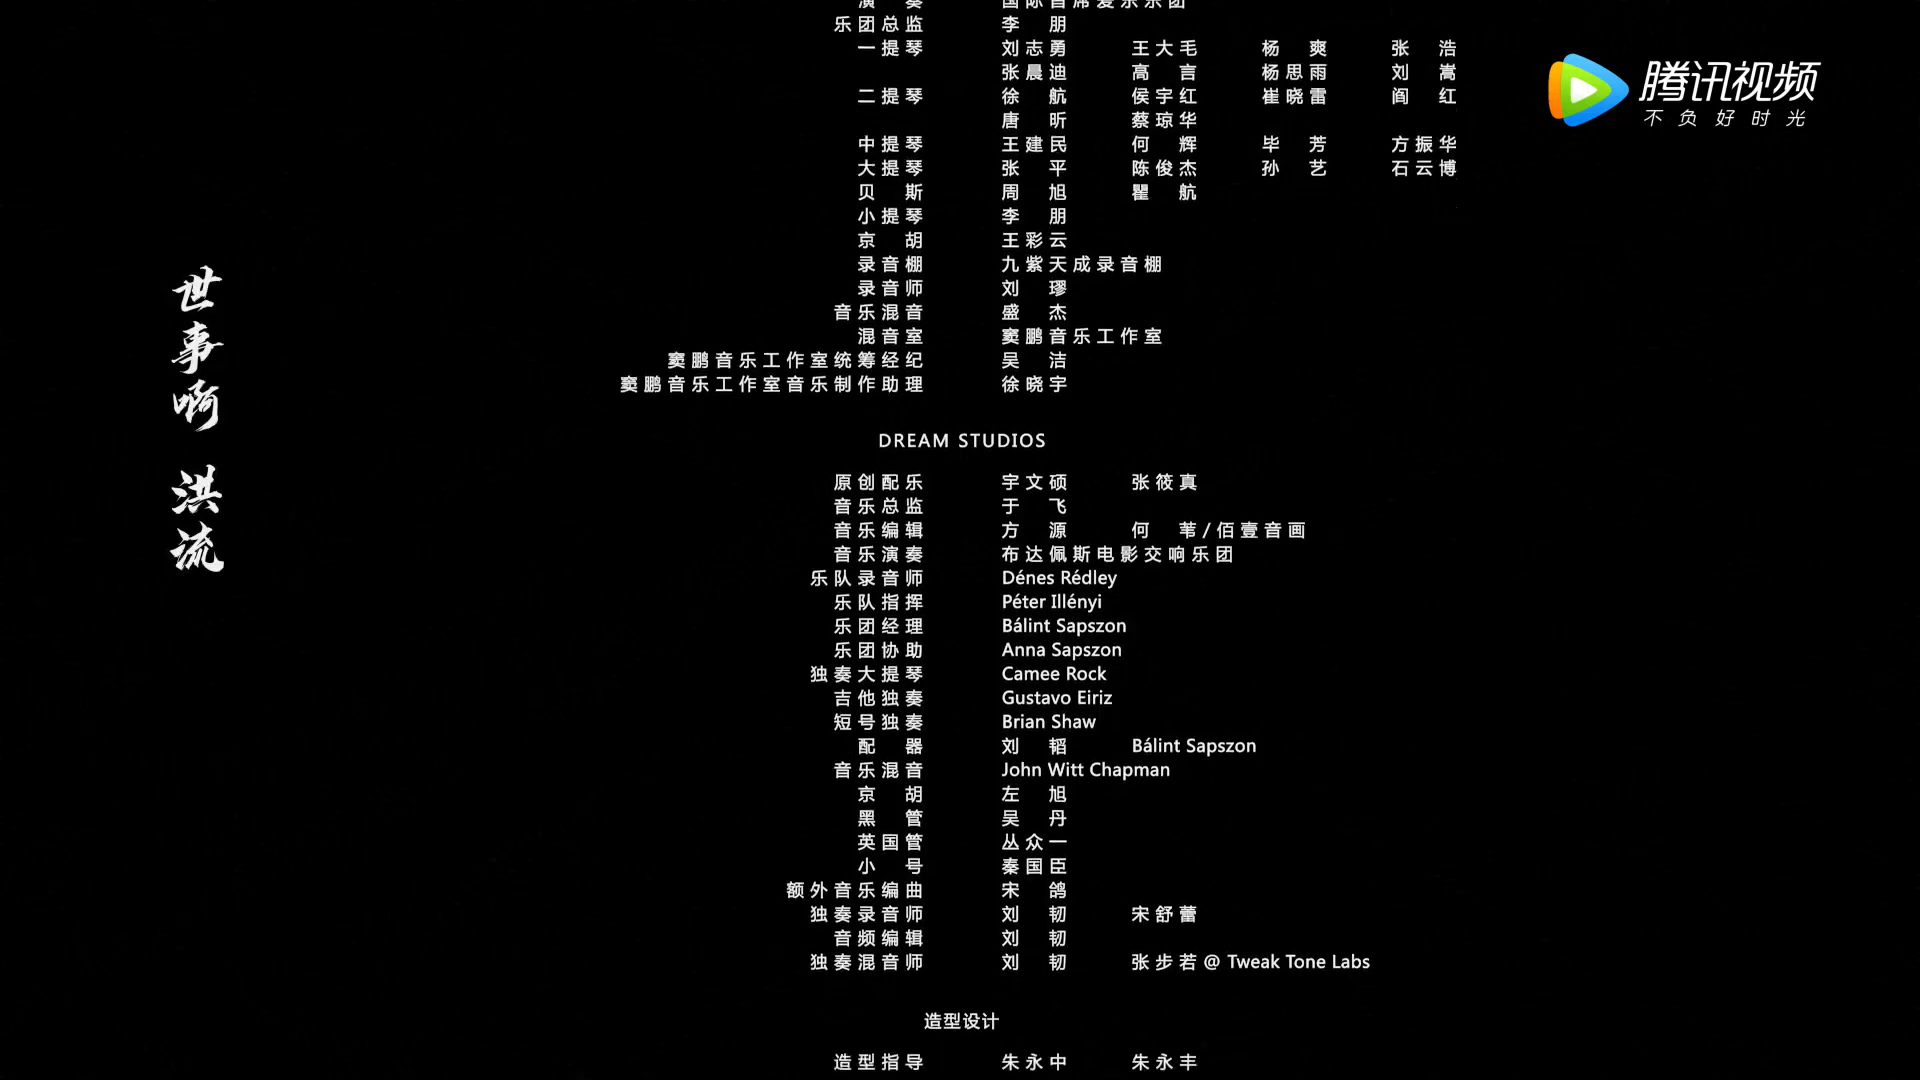 演奏 国际首席爱乐乐团
乐团总监 李朋
一提琴 刘志勇 王大毛 杨爽 张浩
张晨迪 高言 杨思雨 刘嵩
二提琴 徐航 侯宇红 崔晓雷 阎红
唐昕 蔡琼华
中提琴 王建民 何辉 毕芳 方振华
大提琴 张平 陈俊杰 孙艺 石云博
贝斯 周旭 瞿航
小提琴 李朋
京胡 王彩云
录音棚 九紫天成录音棚
录音师 刘璆
音乐混音 盛杰
混音室 窦鹏音乐工作室
窦鹏音乐工作室统筹经纪 吴洁
窦鹏音乐工作室音乐制作助理 徐晓宇
DREAM STUDIOS
原创配乐 宇文硕 张筱真
音乐总监 于飞
音乐编辑 方源 何苇/佰壹音画
音乐演奏 布达佩斯电影交响乐团
乐队录音师 Dénes Rédley
乐队指挥 Péter Illényi
乐团经理 Bálint Sapszon
乐团协助 Anna Sapszon
独奏大提琴 Camee Rock
吉他独奏 Gustavo Eiriz
短号独奏 Brian Shaw
配器 刘韬 Bálint Sapszon
音乐混音 John Witt Chapman
京胡 左旭
黑管 吴丹
英国管 丛众一
小号 秦国臣
额外音乐编曲 宋鸽
独奏录音师 刘韧 宋舒蕾
音频编辑 刘韧
独奏混音师 刘韧 张步若@ Tweak Tone Labs
造型设计
造型指导 朱永中 朱永丰
世事啊 洪流
腾讯视频
不负好时光